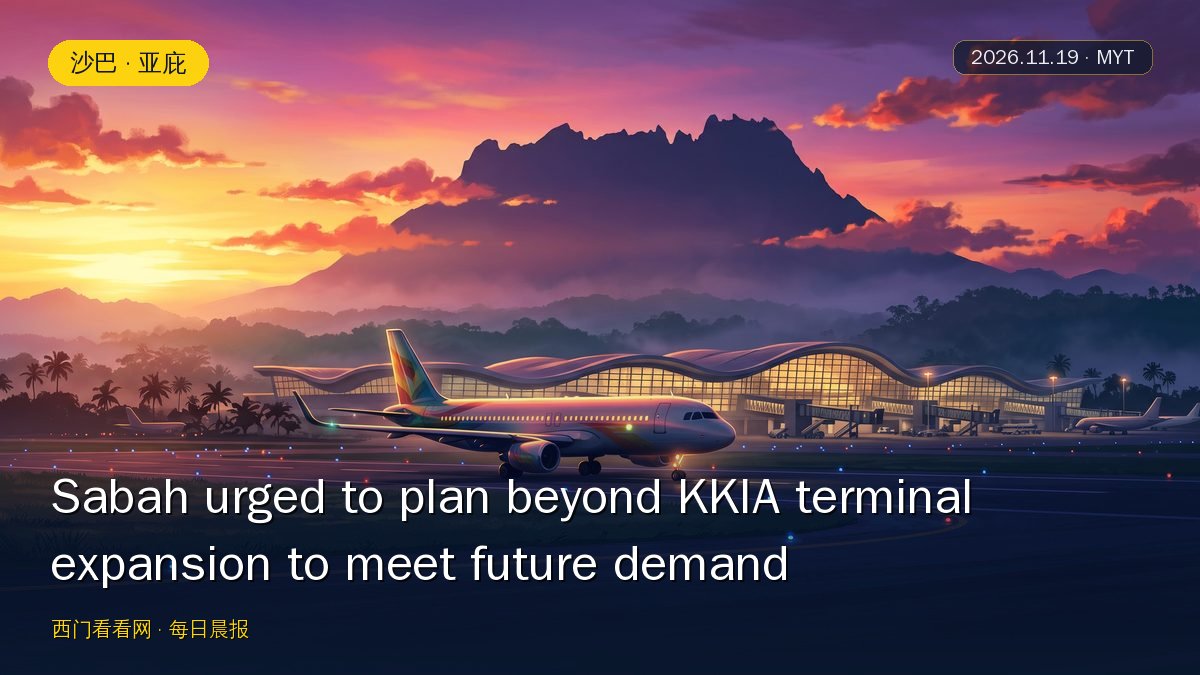 沙巴 · 亚庇
2026.11.19 · MYT
Sabah urged to plan beyond KKIA terminal
expansion to meet future demand
西门看看网 · 每日晨报